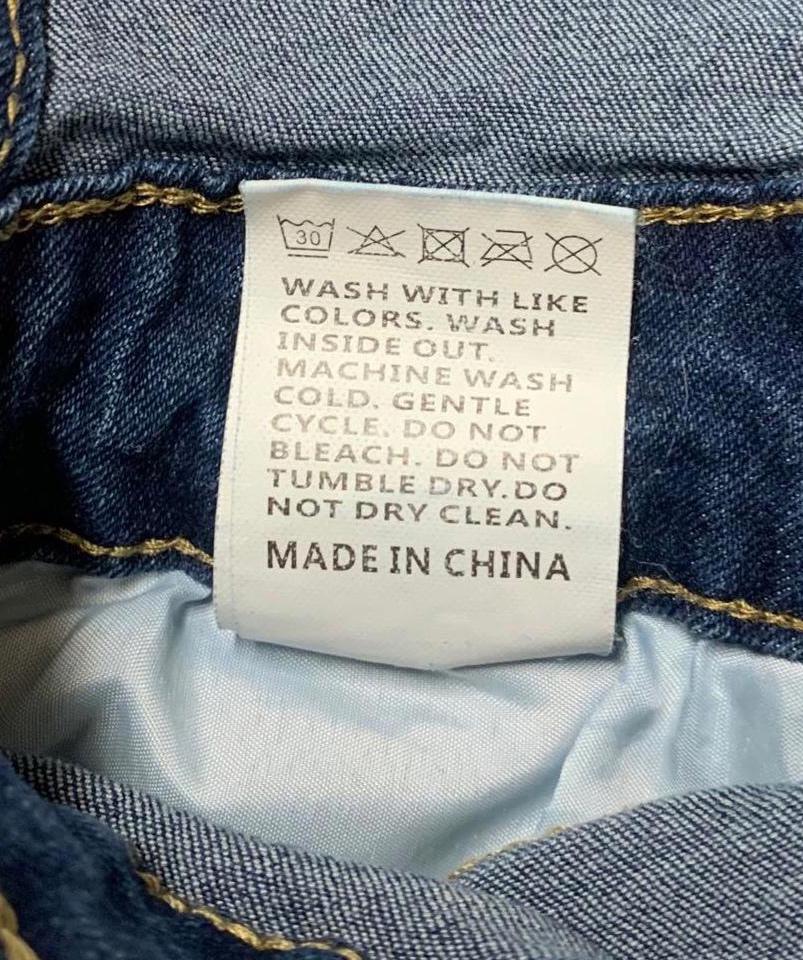 30
WASH WITH LIKE
COLORS. WASH
INSIDE OUT.
MACHINE WASH
COLD. GENTLE
CYCLE. DO NOT
BLEACH. DO NOT
TUMBLE DRY.DO
NOT DRY CLEAN.
MADE IN CHINA